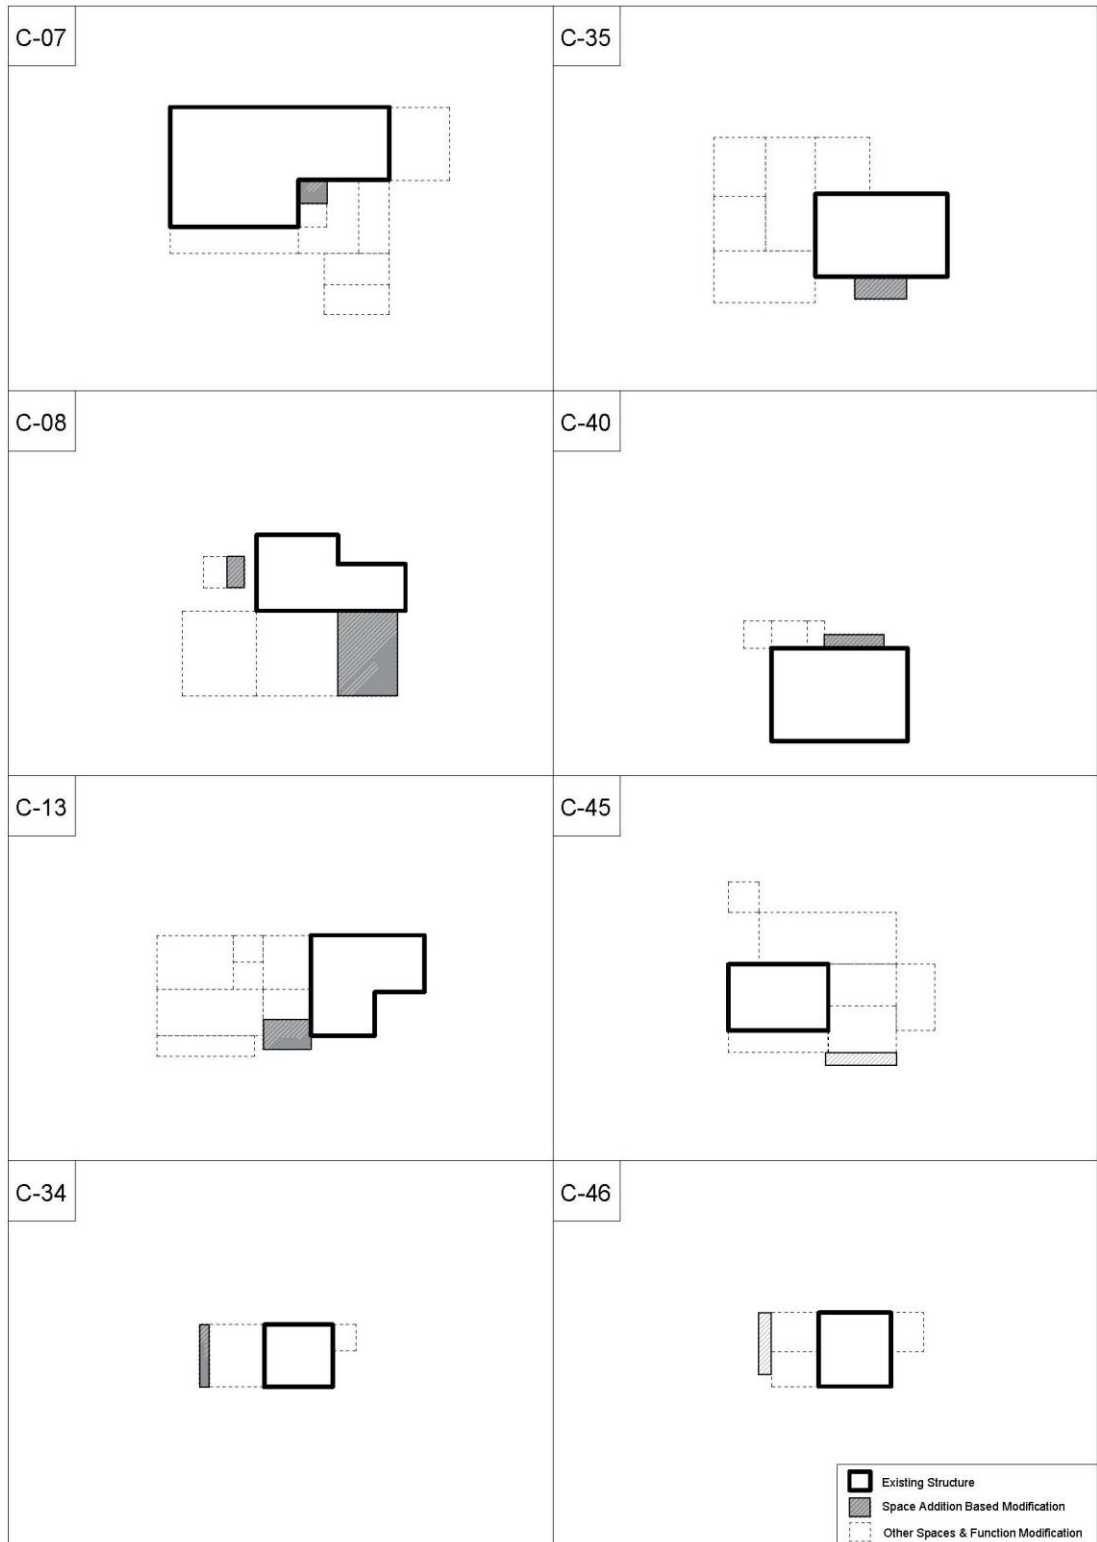 C-07
C-35
C-08
C-40
C-13
C-45
C-34
C-46
Existing Structure
Space Addition Based Modification
Other Spaces & Function Modification